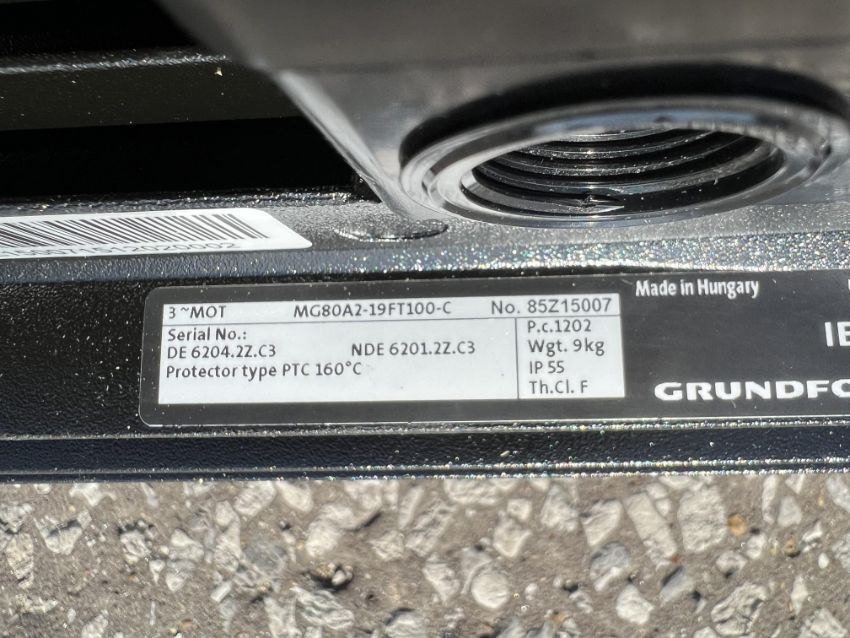 3~MOT MG80A2-19FT100-C No. 85Z15007
Serial No.:
DE 6204.2Z.C3 NDE 6201.2Z.C3
Protector type PTC 160°C
P.c.1202
Wgt. 9kg
IP 55
Th.Cl. F
Made in Hungary